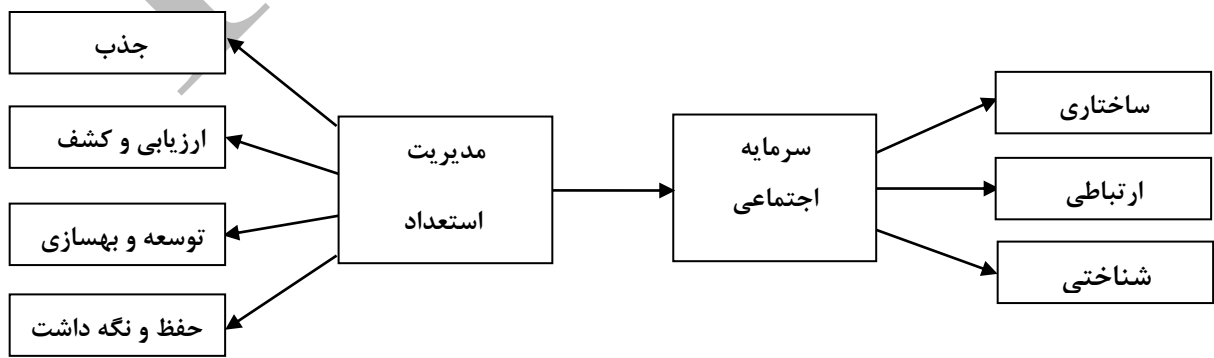 جذب
ارزیابی و کشف
توسعه و بهسازی
حفظ و نگه داشت
مدیریت
استعداد
سرمایه
اجتماعی
ساختاری
ارتباطی
شناختی